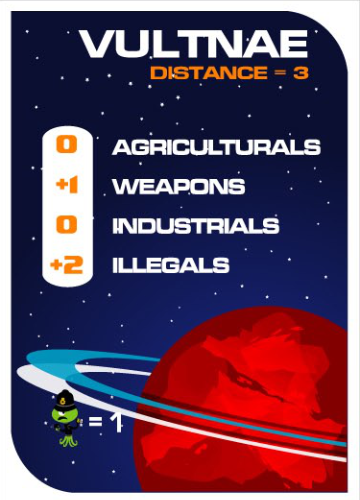 VULTNAE
DISTANCE = 3
0 AGRICULTURALS
+1 WEAPONS
0 INDUSTRIALS
+2 ILLEGALS
= 1